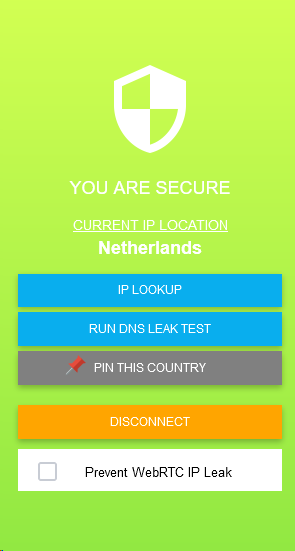 YOU ARE SECURE
CURRENT IP LOCATION
Netherlands
IP LOOKUP
RUN DNS LEAK TEST
PIN THIS COUNTRY
DISCONNECT
Prevent WebRTC IP Leak